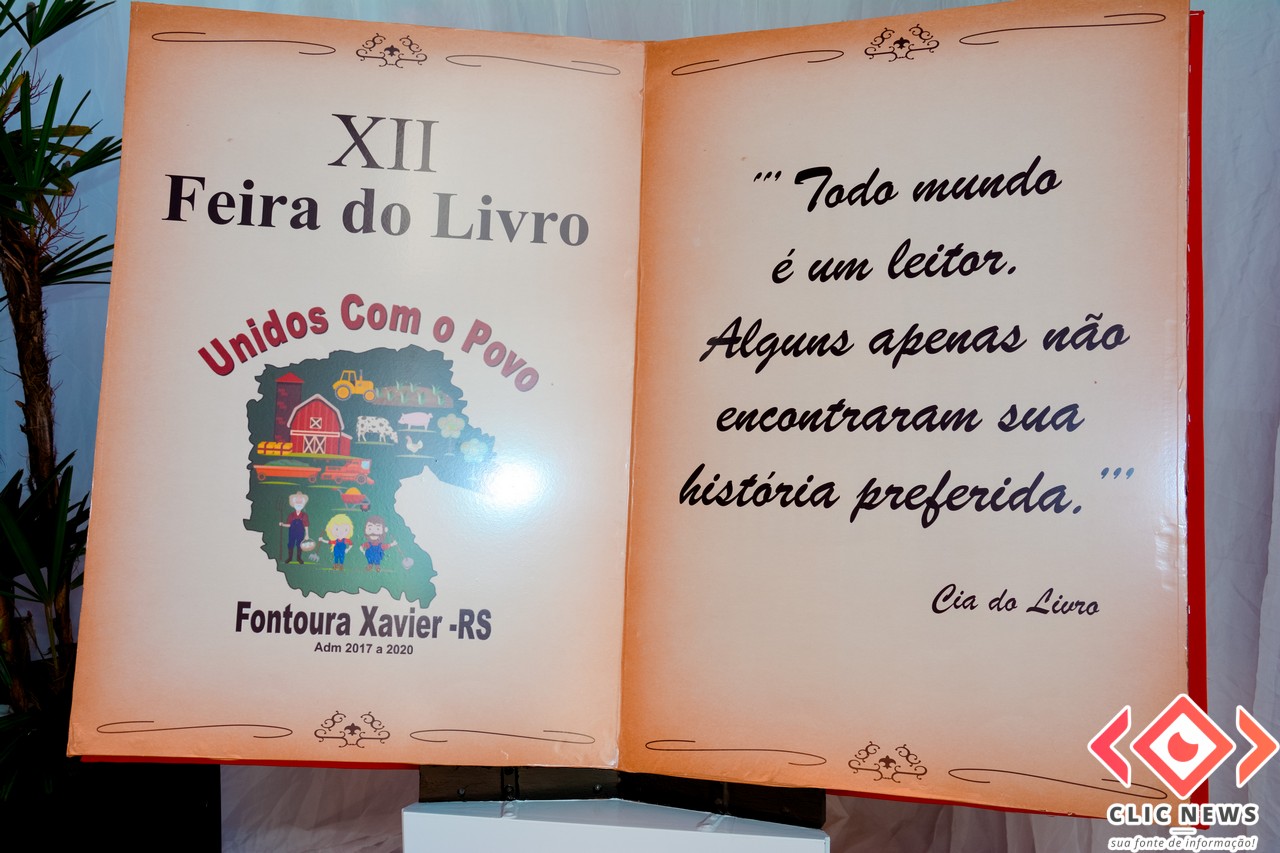 XII
Feira do Livro
Unidos Com o Povo
Fontoura Xavier -RS
Adm 2017 a 2020
"' Todo mundo
é um leitor.
Alguns apenas não
encontraram sua
história preferida."'
Cia do Livro
CLIC NEWS
sua fonte de informação!